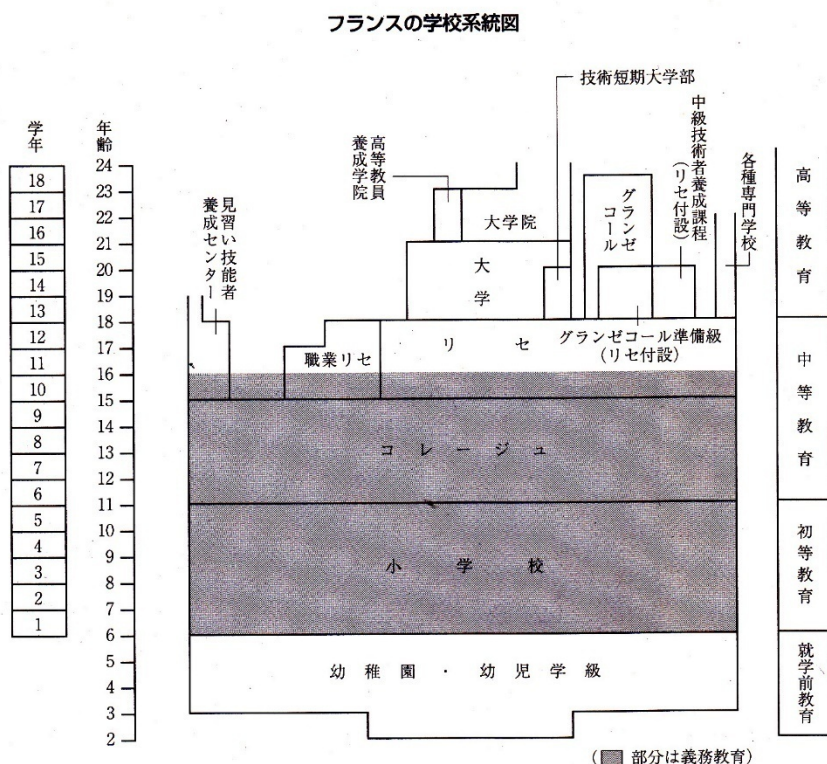 フランスの学校系統図
学年
18
17
16
15
14
13
12
11
10
9
8
7
6
5
4
3
2
1
年齢
24
23
22
21
20
19
18
17
16
15
14
13
12
11
10
9
8
7
6
5
4
3
2
見習い技能者
養成センター
高等教員
養成学院
技術短期大学部
中級技術者養成課程
(リセ付設)
各種専門学校
大学院
グランゼ
コール
大学
職業リセ
リセ
グランゼコール準備級
(リセ付設)
コレージュ
小学校
幼稚園・幼児学級
高等教育
中等教育
初等教育
就学前教育
(部分は義務教育)